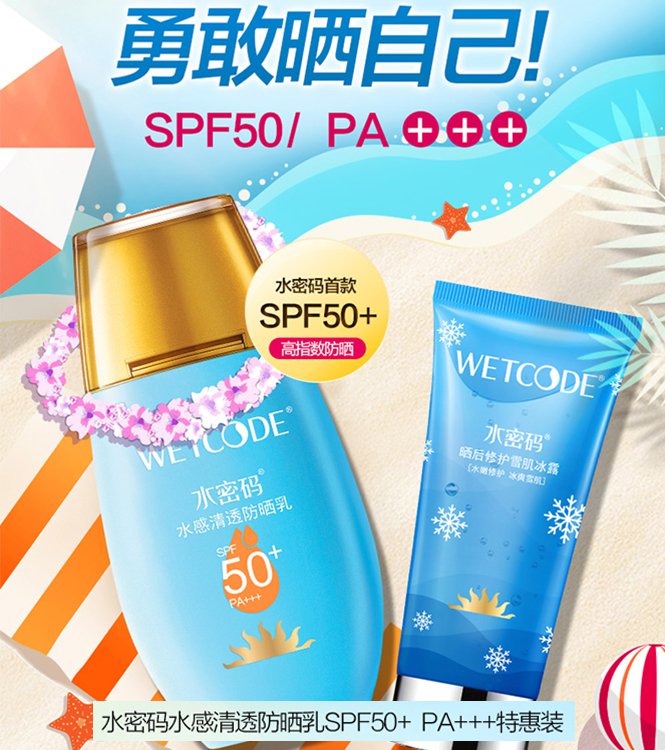 勇敢晒自己!
SPF50/ PA +++
水密码首款
SPF50+
高指数防晒
WETCODE®
水密码®
水感清透防晒乳
SPF
50+
PA+++
WETCODE®
水密码®
晒后修护雪肌冰露
[水嫩修护 冰爽雪肌]
水密码水感清透防晒乳SPF50+ PA+++特惠装